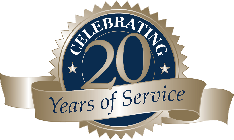 CELEBRATING
20
Years of Service